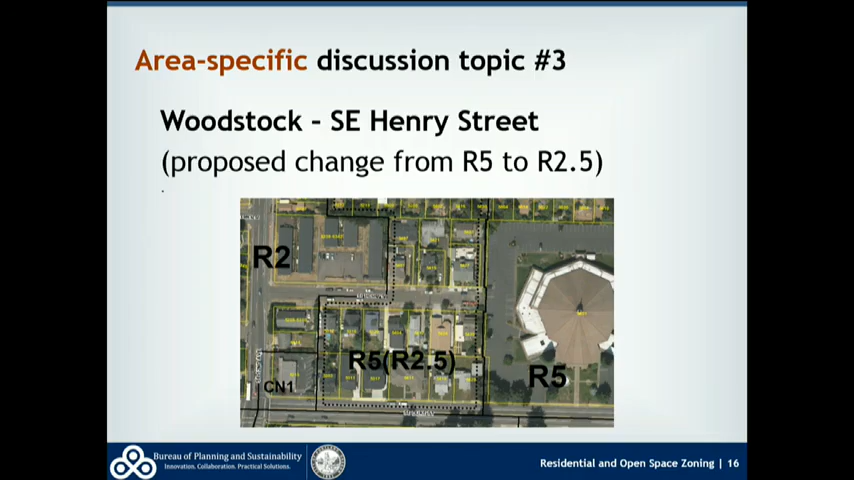 Area-specific discussion topic #3
Woodstock - SE Henry Street
(proposed change from R5 to R2.5)
R2
R5(R2.5)
R5
CN1
Bureau of Planning and Sustainability
Innovation. Collaboration. Practical Solutions.
Residential and Open Space Zoning | 16